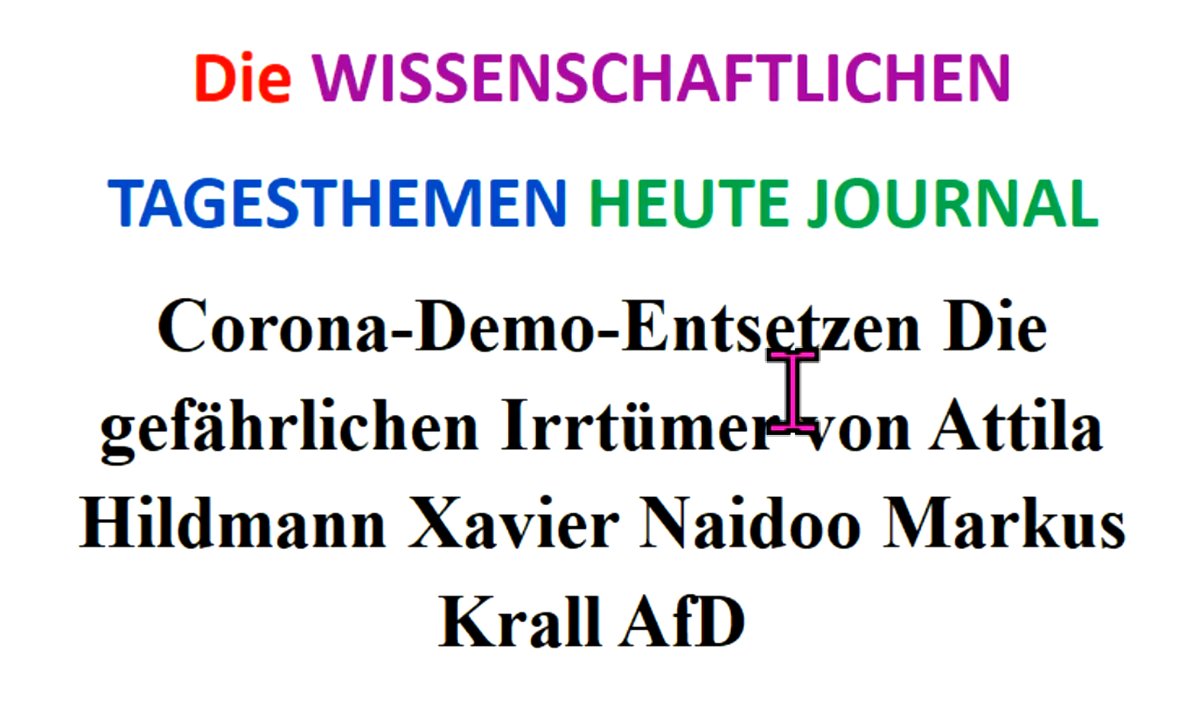 Die WISSENSCHAFTLICHEN
TAGESTHEMEN HEUTE JOURNAL
Corona-Demo-Entsetzen Die
gefährlichen Irrtümer von Attila
Hildmann Xavier Naidoo Markus
Krall AfD